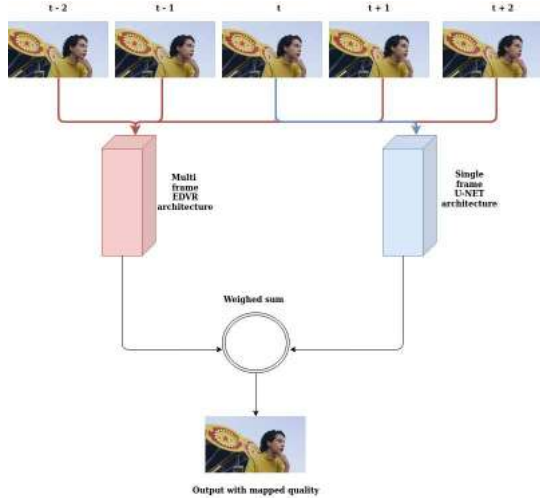 t - 2
t - 1
t
t + 1
t + 2
Multi
frame
EDVR
architecture
Single
frame
U-NET
architecture
Weighed sum
Output with mapped quality